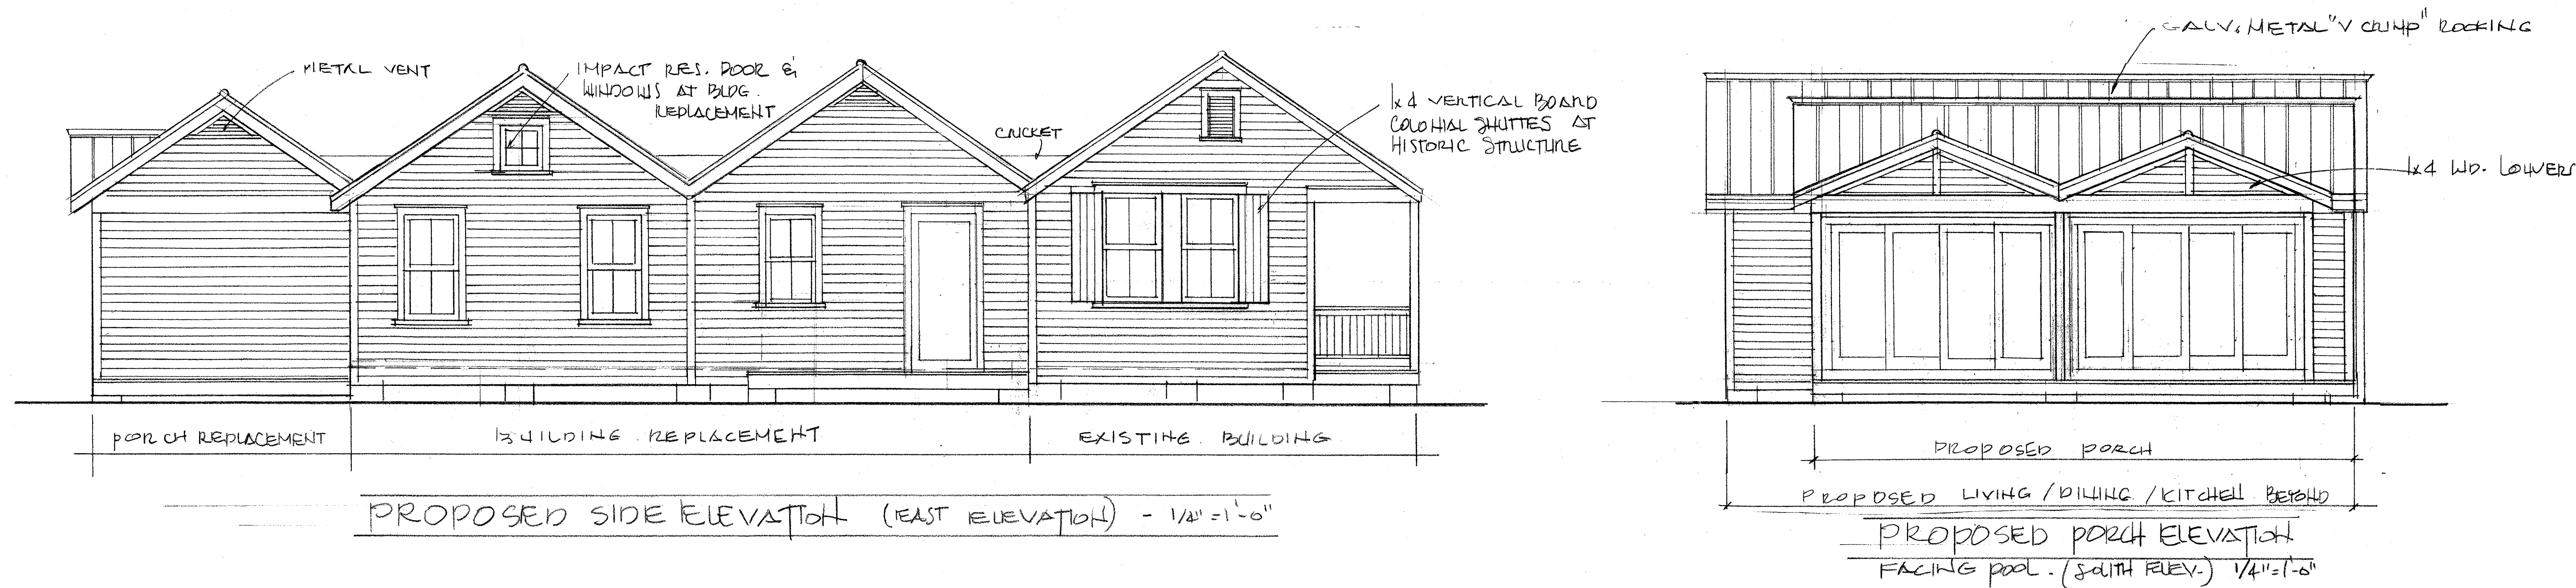 METAL VENT
IMPACT RES. DOOR &
WINDOWS AT BLDG.
REPLACEMENT
CRICKET
1x4 VERTICAL BOARD
COLONIAL SHUTTES AT
HISTORIC STRUCTURE
PORCH REPLACEMENT
BUILDING REPLACEMENT
EXISTING BUILDING
PROPOSED SIDE ELEVATION (EAST ELEVATION) - 1/4"=1'-0"
GALV. METAL "V CRIMP" ROOFING
1x4 WD. LOUVERS
PROPOSED PORCH
PROPOSED LIVING / DINING / KITCHEN BEYOND
PROPOSED PORCH ELEVATION
FACING POOL. (SOUTH ELEV.) 1/4"=1'-0"